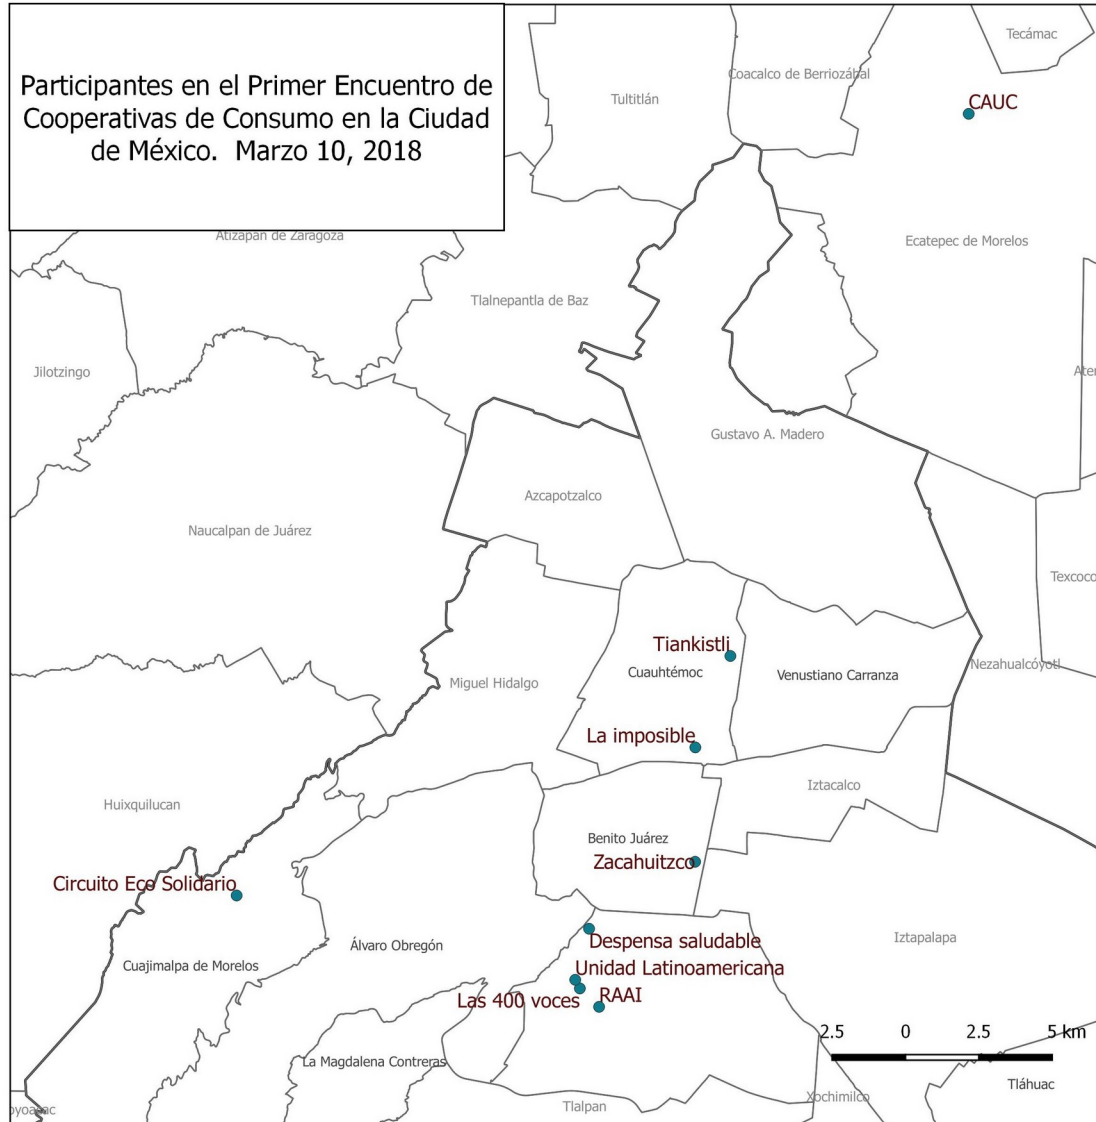 Participantes en el Primer Encuentro de
Cooperativas de Consumo en la Ciudad
de México. Marzo 10, 2018
Tecámac
Coacalco de Berriozábal
Tultitlán
CAUC
Atizapán de Zaragoza
Ecatepec de Morelos
Tlalnepantla de Baz
Jilotzingo
Aten
Gustavo A. Madero
Azcapotzalco
Naucalpan de Juárez
Texcoco
Tiankistli
Cuauhtémoc
Venustiano Carranza
Nezahualcóyotl
Miguel Hidalgo
La imposible
Iztacalco
Huixquilucan
Benito Juárez
Zacahuitzco
Circuito Eco Solidario
Despensa saludable
Iztapalapa
Álvaro Obregón
Cuajimalpa de Morelos
Unidad Latinoamericana
Las 400 voces
RAAI
2.5 0 2.5 5 km
La Magdalena Contreras
Tláhuac
Xochimilco
Tlalpan